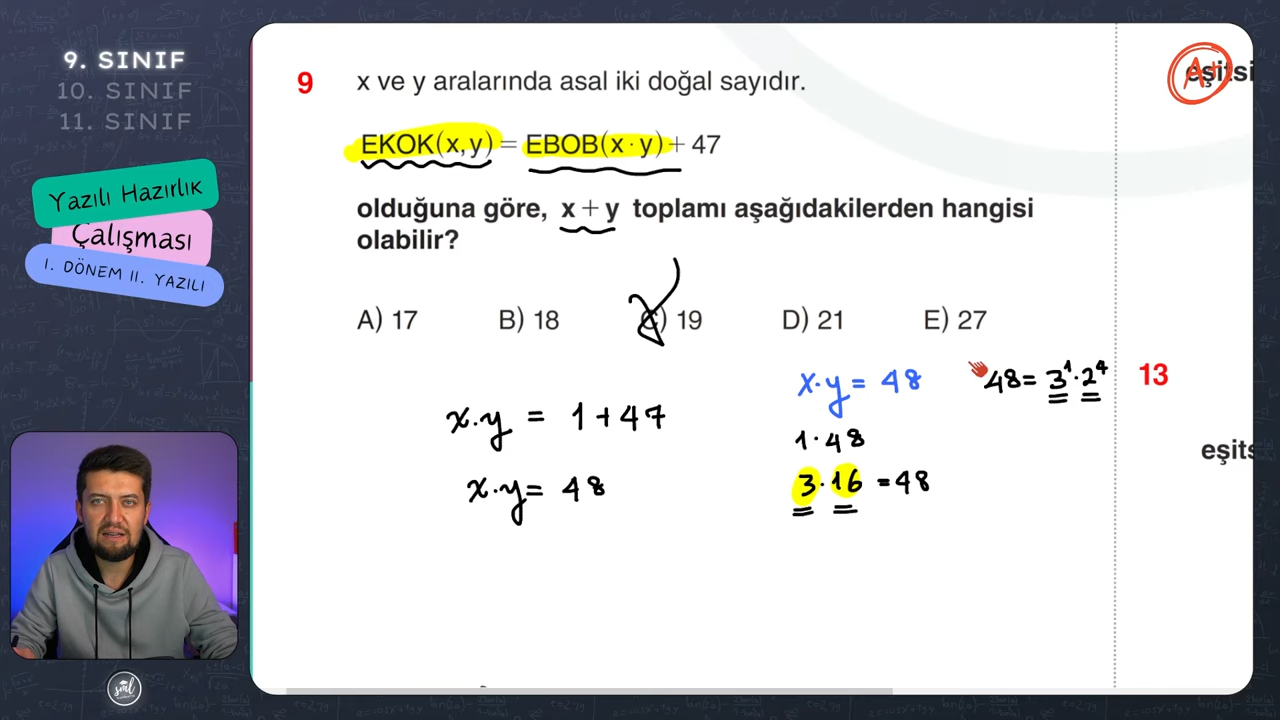 9. SINIF
10. SINIF
11. SINIF
Yazılı Hazırlık
Çalışması
I. DÖNEM II. YAZILI
9 x ve y aralarında asal iki doğal sayıdır.
EKOK(x,y) = EBOB(x · y) + 47
olduğuna göre, x + y toplamı aşağıdakilerden hangisi
olabilir?
A) 17 B) 18 C) 19 D) 21 E) 27
x.y = 1+47
x.y = 48
x.y = 48
1.48
3.16 = 48
48 = 3¹.2⁴
A+
eşitsi
13
eşits
sml